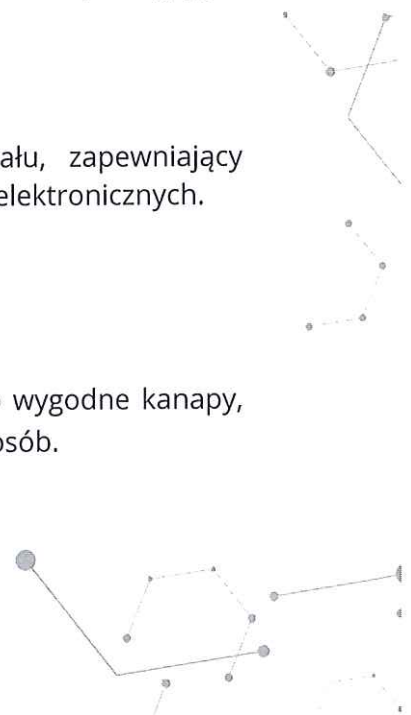 ału, zapewniający
elektronicznych.
wygodne kanapy,
osób.